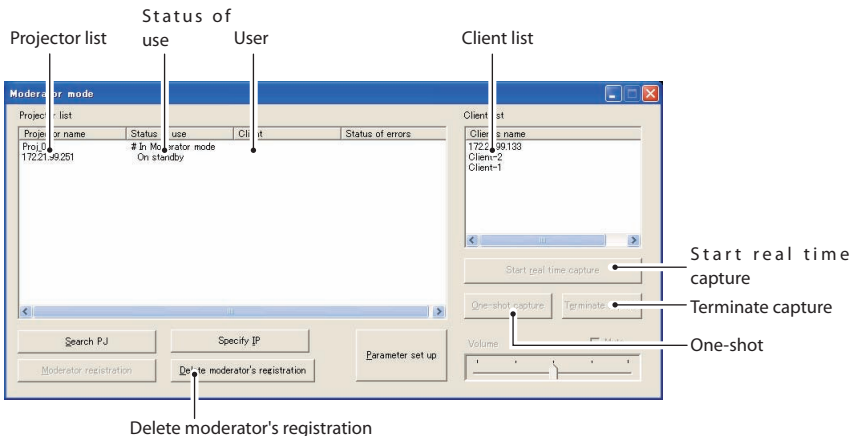 Status of
Projector list use User Client list
Moderator mode
Projector list Client list
Projector name Status of use Client Status of errors Clients name
Proj_0 # In Moderator mode 172.2 .99.133
172.21.99.251 On standby Client-2
Client-1
Start real time capture
Start real time
capture
One-shot capture Terminate
Terminate capture
Search PJ Specify IP Parameter set up Volume Mute
One-shot
Moderator registration Delete moderator's registration
Delete moderator's registration